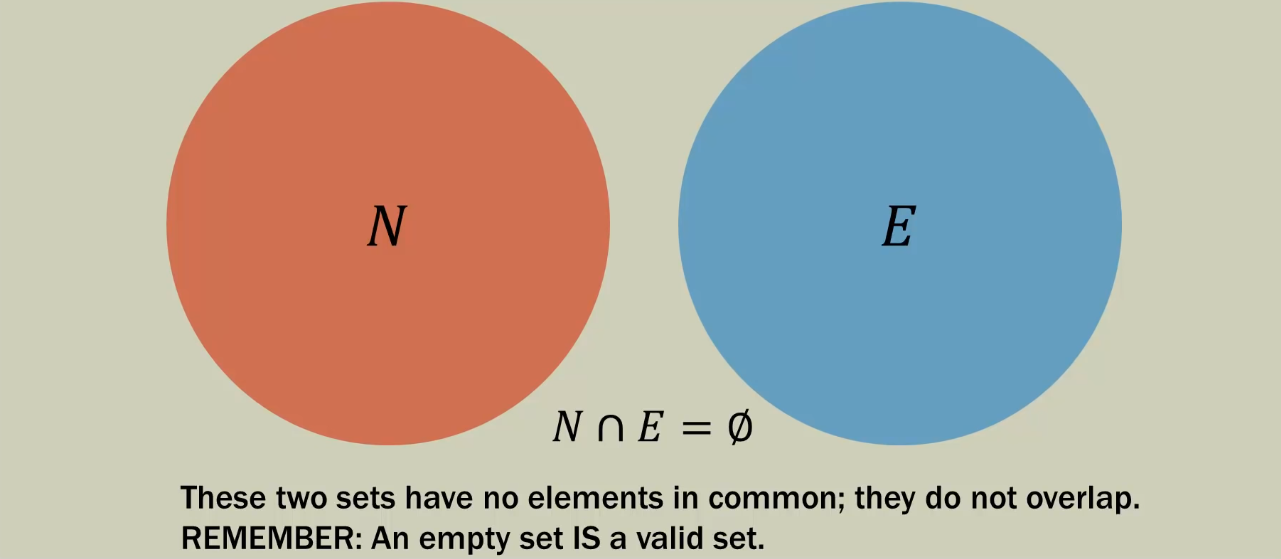 N
E
N ∩ E = ∅
These two sets have no elements in common; they do not overlap.
REMEMBER: An empty set IS a valid set.